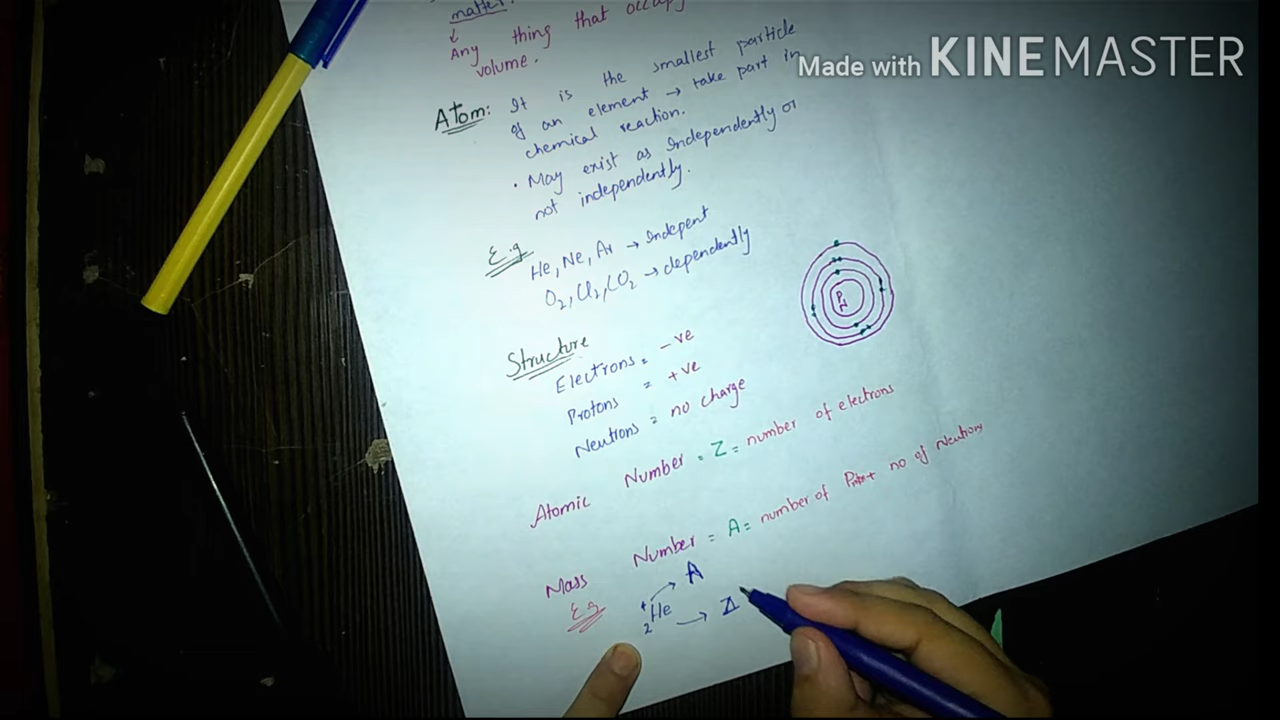 matter.
Any thing that occupy
volume.
Made with KINEMASTER
Atom: It is the smallest particle
of an element → take part in
chemical reaction.
• May exist as Independently or
not independently.
E.g
He, Ne, Ar → Indepent
O2, Cl2, CO2 → dependently
P
N
Structure
Electrons = -ve
Protons = +ve
Neutrons = no charge
Atomic Number = Z = number of electrons
Mass Number = A = number of no of Neutrons
E.g
4 2 He → A
→ Z